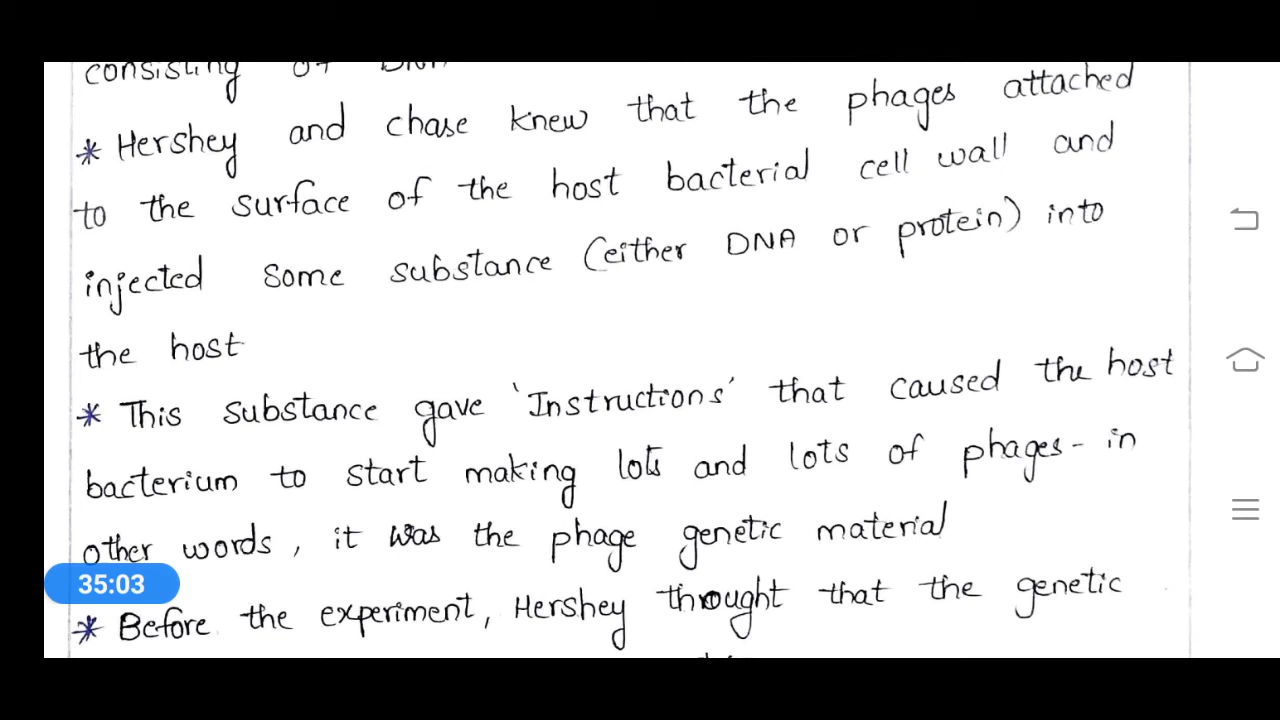 consisting of DNA
* Hershey and chase knew that the phages attached
to the surface of the host bacterial cell wall and
injected some substance (either DNA or protein) into
the host
* This substance gave 'Instructions' that caused the host
bacterium to start making lots and lots of phages - in
other words, it was the phage genetic material
35:03
* Before the experiment, Hershey throught that the genetic